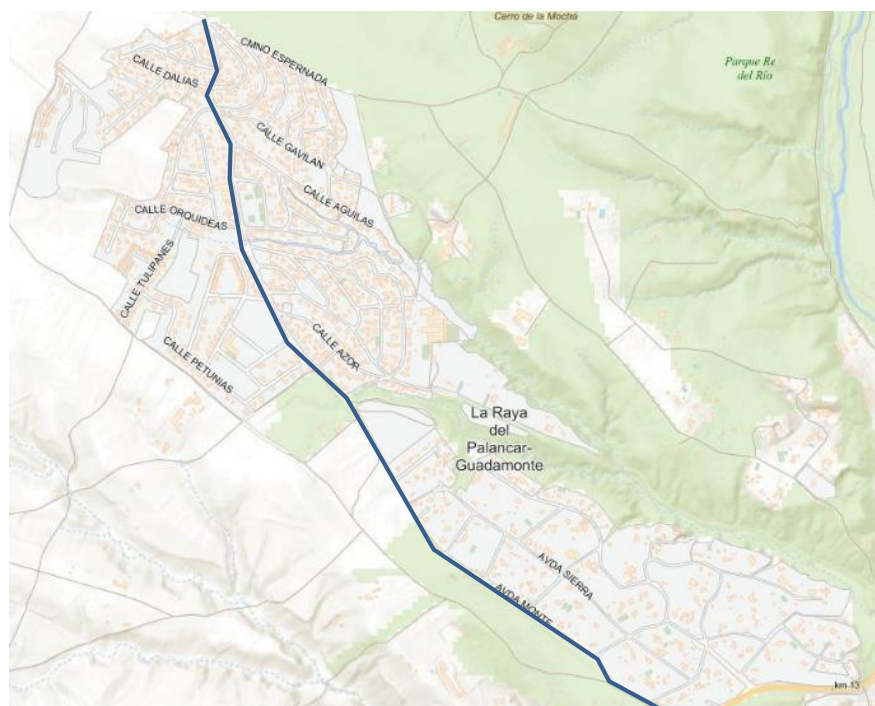 Cerro de la Mocha
CMNO ESPERNADA
Parque Re
del Río
CALLE DALIAS
CALLE GAVILAN
CALLE AGUILAS
CALLE ORQUIDEAS
CALLE TULIPANES
CALLE AZOR
CALLE PETUNIAS
La Raya
del
Palancar-
Guadamonte
AVDA SIERRA
AVDA MONTE
km 13